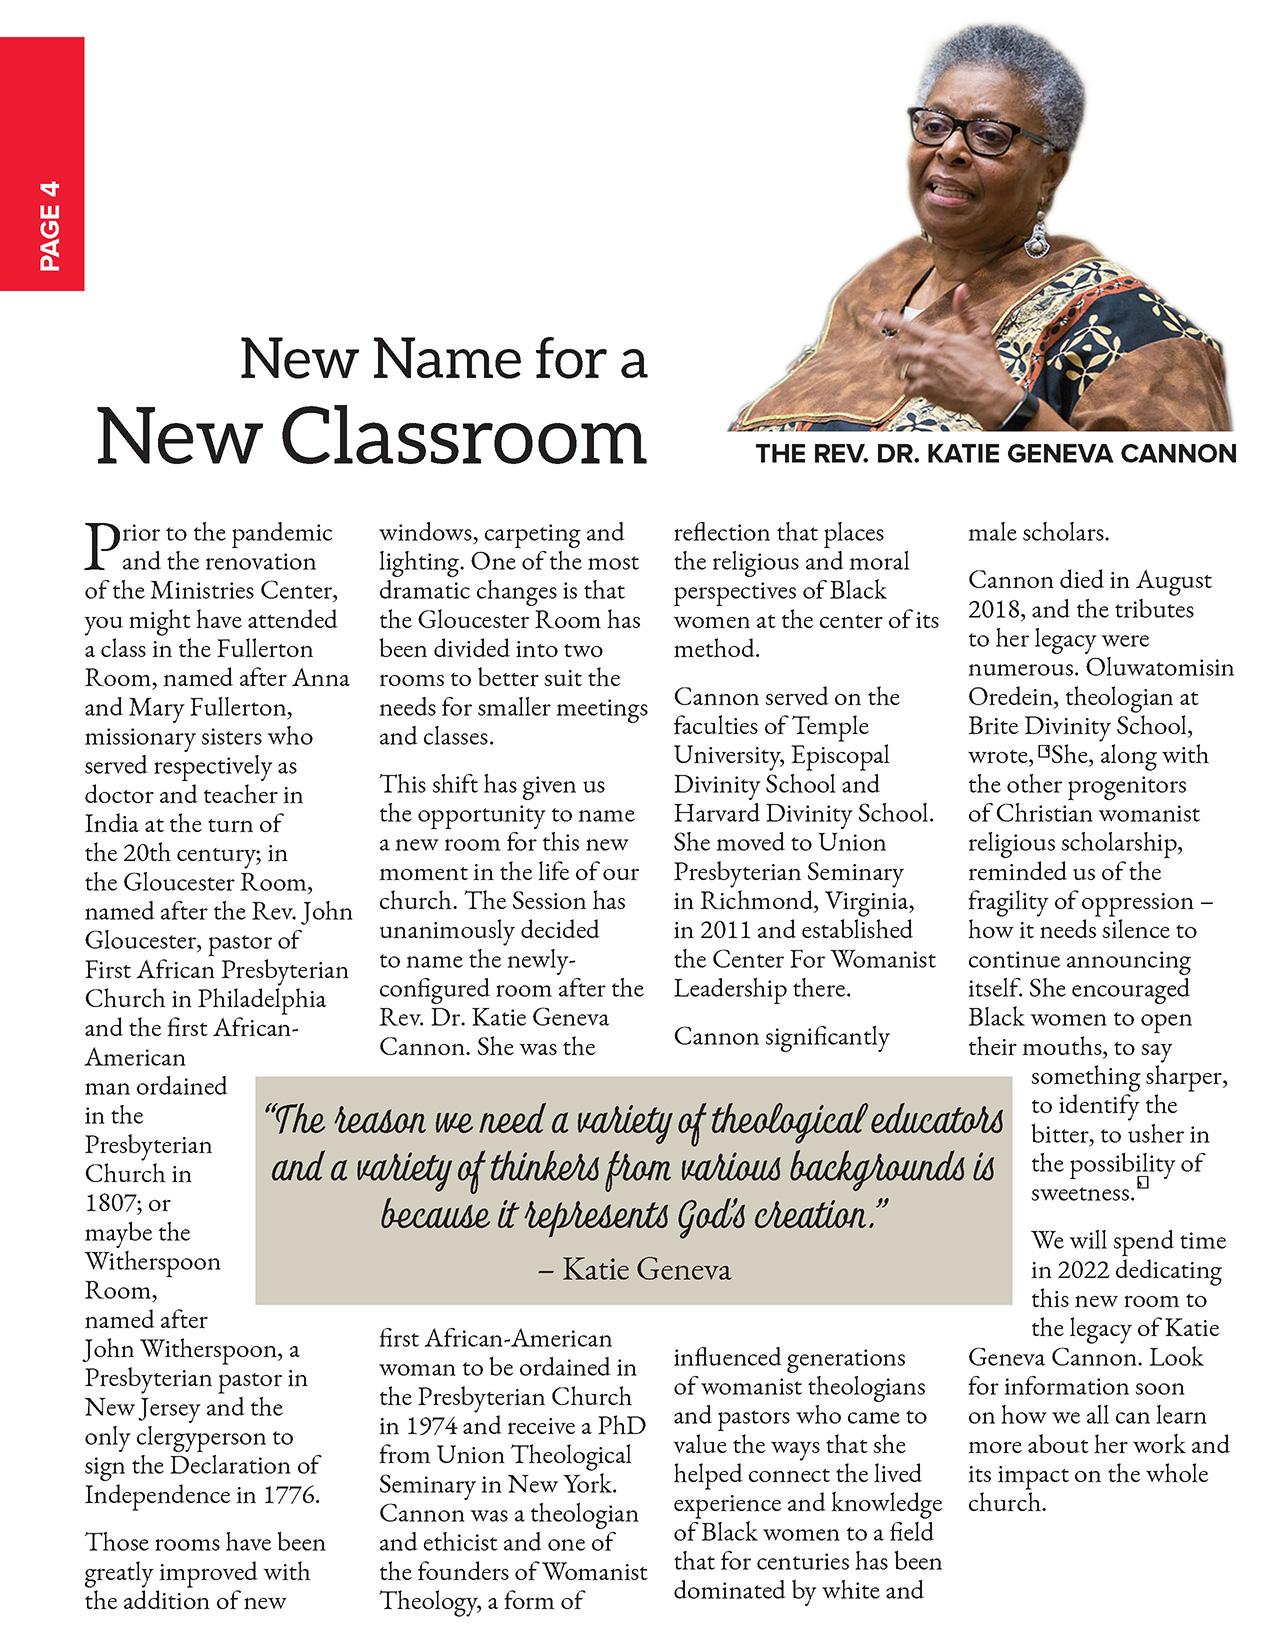 PAGE 4
New Name for a
New Classroom
THE REV. DR. KATIE GENEVA CANNON
Prior to the pandemic
and the renovation
of the Ministries Center,
you might have attended
a class in the Fullerton
Room, named after Anna
and Mary Fullerton,
missionary sisters who
served respectively as
doctor and teacher in
India at the turn of
the 20th century; in
the Gloucester Room,
named after the Rev. John
Gloucester, pastor of
First African Presbyterian
Church in Philadelphia
and the first African-
American
man ordained
in the
Presbyterian
Church in
1807; or
maybe the
Witherspoon
Room,
named after
John Witherspoon, a
Presbyterian pastor in
New Jersey and the
only clergyperson to
sign the Declaration of
Independence in 1776.
Those rooms have been
greatly improved with
the addition of new
windows, carpeting and
lighting. One of the most
dramatic changes is that
the Gloucester Room has
been divided into two
rooms to better suit the
needs for smaller meetings
and classes.
This shift has given us
the opportunity to name
a new room for this new
moment in the life of our
church. The Session has
unanimously decided
to name the newly-
configured room after the
Rev. Dr. Katie Geneva
Cannon. She was the
first African-American
woman to be ordained in
the Presbyterian Church
in 1974 and receive a PhD
from Union Theological
Seminary in New York.
Cannon was a theologian
and ethicist and one of
the founders of Womanist
Theology, a form of
reflection that places
the religious and moral
perspectives of Black
women at the center of its
method.
Cannon served on the
faculties of Temple
University, Episcopal
Divinity School and
Harvard Divinity School.
She moved to Union
Presbyterian Seminary
in Richmond, Virginia,
in 2011 and established
the Center For Womanist
Leadership there.
Cannon significantly
influenced generations
of womanist theologians
and pastors who came to
value the ways that she
helped connect the lived
experience and knowledge
of Black women to a field
that for centuries has been
dominated by white and
male scholars.
Cannon died in August
2018, and the tributes
to her legacy were
numerous. Oluwatomisin
Oredein, theologian at
Brite Divinity School,
wrote, She, along with
the other progenitors
of Christian womanist
religious scholarship,
reminded us of the
fragility of oppression –
how it needs silence to
continue announcing
itself. She encouraged
Black women to open
their mouths, to say
something sharper,
to identify the
bitter, to usher in
the possibility of
sweetness.
We will spend time
in 2022 dedicating
this new room to
the legacy of Katie
Geneva Cannon. Look
for information soon
on how we all can learn
more about her work and
its impact on the whole
church.
“The reason we need a variety of theological educators
and a variety of thinkers from various backgrounds is
because it represents God’s creation.”
– Katie Geneva